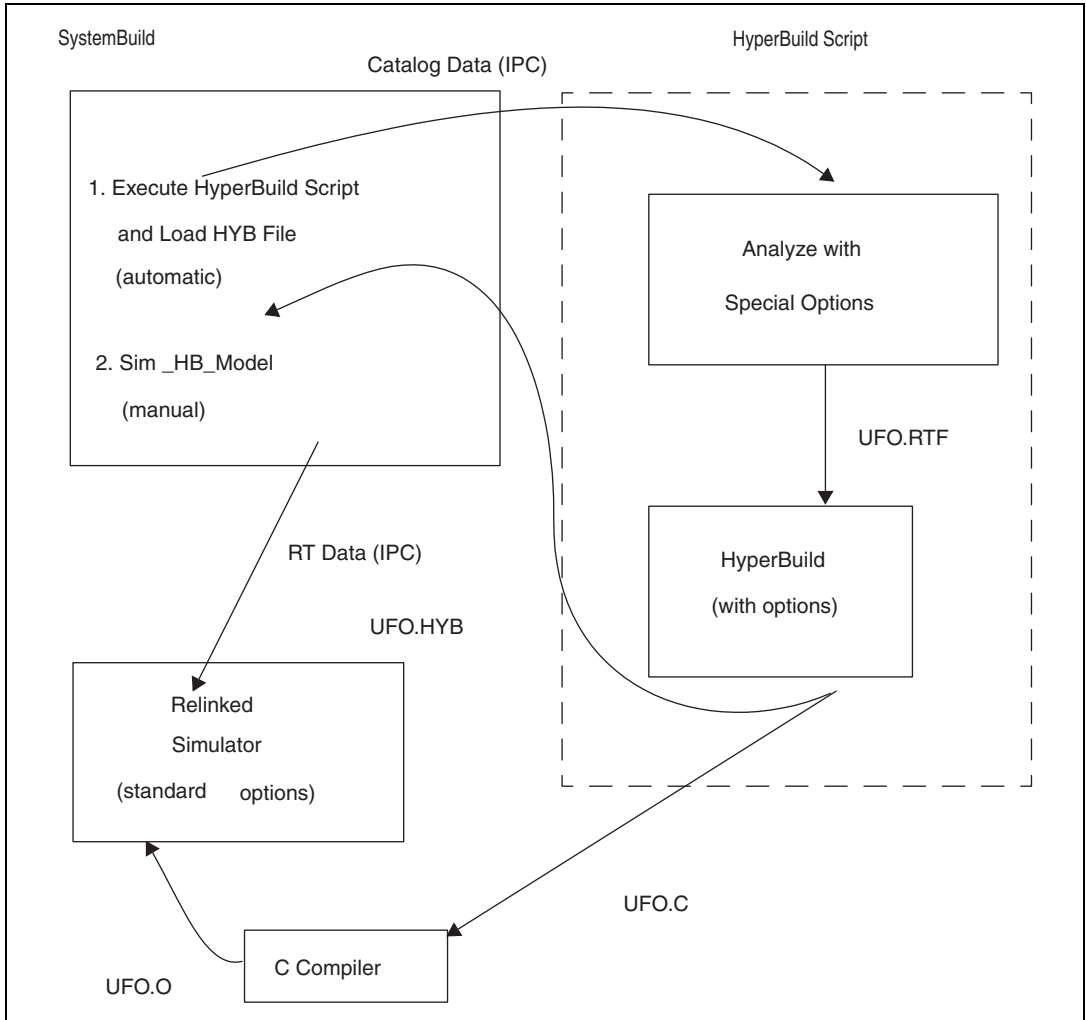 SystemBuild
HyperBuild Script
Catalog Data (IPC)
1. Execute HyperBuild Script
and Load HYB File
(automatic)
2. Sim _HB_Model
(manual)
Analyze with
Special Options
UFO.RTF
HyperBuild
(with options)
RT Data (IPC)
UFO.HYB
Relinked
Simulator
(standard options)
UFO.C
C Compiler
UFO.O